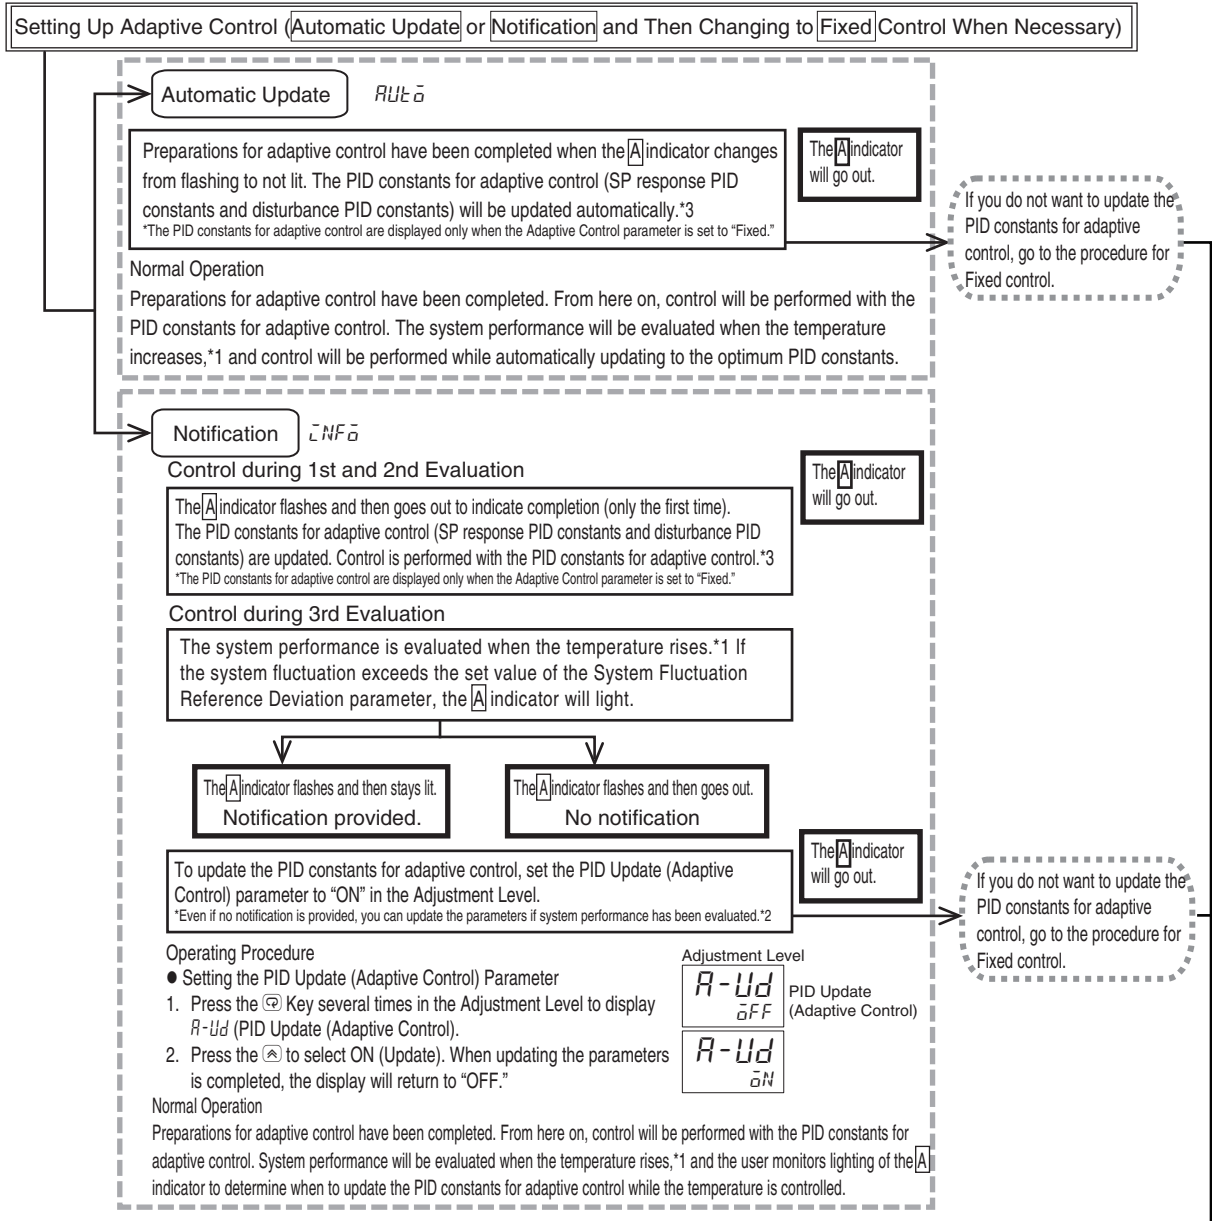 Setting Up Adaptive Control (Automatic Update or Notification and Then Changing to Fixed Control When Necessary)
Automatic Update AUto
Preparations for adaptive control have been completed when the A indicator changes
from flashing to not lit. The PID constants for adaptive control (SP response PID
constants and disturbance PID constants) will be updated automatically.*3
*The PID constants for adaptive control are displayed only when the Adaptive Control parameter is set to “Fixed.”
The A indicator
will go out.
If you do not want to update the
PID constants for adaptive
control, go to the procedure for
Fixed control.
Normal Operation
Preparations for adaptive control have been completed. From here on, control will be performed with the
PID constants for adaptive control. The system performance will be evaluated when the temperature
increases,*1 and control will be performed while automatically updating to the optimum PID constants.
Notification INFo
Control during 1st and 2nd Evaluation
The A indicator flashes and then goes out to indicate completion (only the first time).
The PID constants for adaptive control (SP response PID constants and disturbance PID
constants) are updated. Control is performed with the PID constants for adaptive control.*3
*The PID constants for adaptive control are displayed only when the Adaptive Control parameter is set to “Fixed.”
The A indicator
will go out.
Control during 3rd Evaluation
The system performance is evaluated when the temperature rises.*1 If
the system fluctuation exceeds the set value of the System Fluctuation
Reference Deviation parameter, the A indicator will light.
The A indicator flashes and then stays lit.
Notification provided.
The A indicator flashes and then goes out.
No notification
To update the PID constants for adaptive control, set the PID Update (Adaptive
Control) parameter to “ON” in the Adjustment Level.
*Even if no notification is provided, you can update the parameters if system performance has been evaluated.*2
The A indicator
will go out.
If you do not want to update the
PID constants for adaptive
control, go to the procedure for
Fixed control.
Operating Procedure
● Setting the PID Update (Adaptive Control) Parameter
1. Press the Key several times in the Adjustment Level to display
A-Ud (PID Update (Adaptive Control).
2. Press the to select ON (Update). When updating the parameters
is completed, the display will return to “OFF.”
Adjustment Level
A-Ud
oFF
PID Update
(Adaptive Control)
A-Ud
oN
Normal Operation
Preparations for adaptive control have been completed. From here on, control will be performed with the PID constants for
adaptive control. System performance will be evaluated when the temperature rises,*1 and the user monitors lighting of the A
indicator to determine when to update the PID constants for adaptive control while the temperature is controlled.